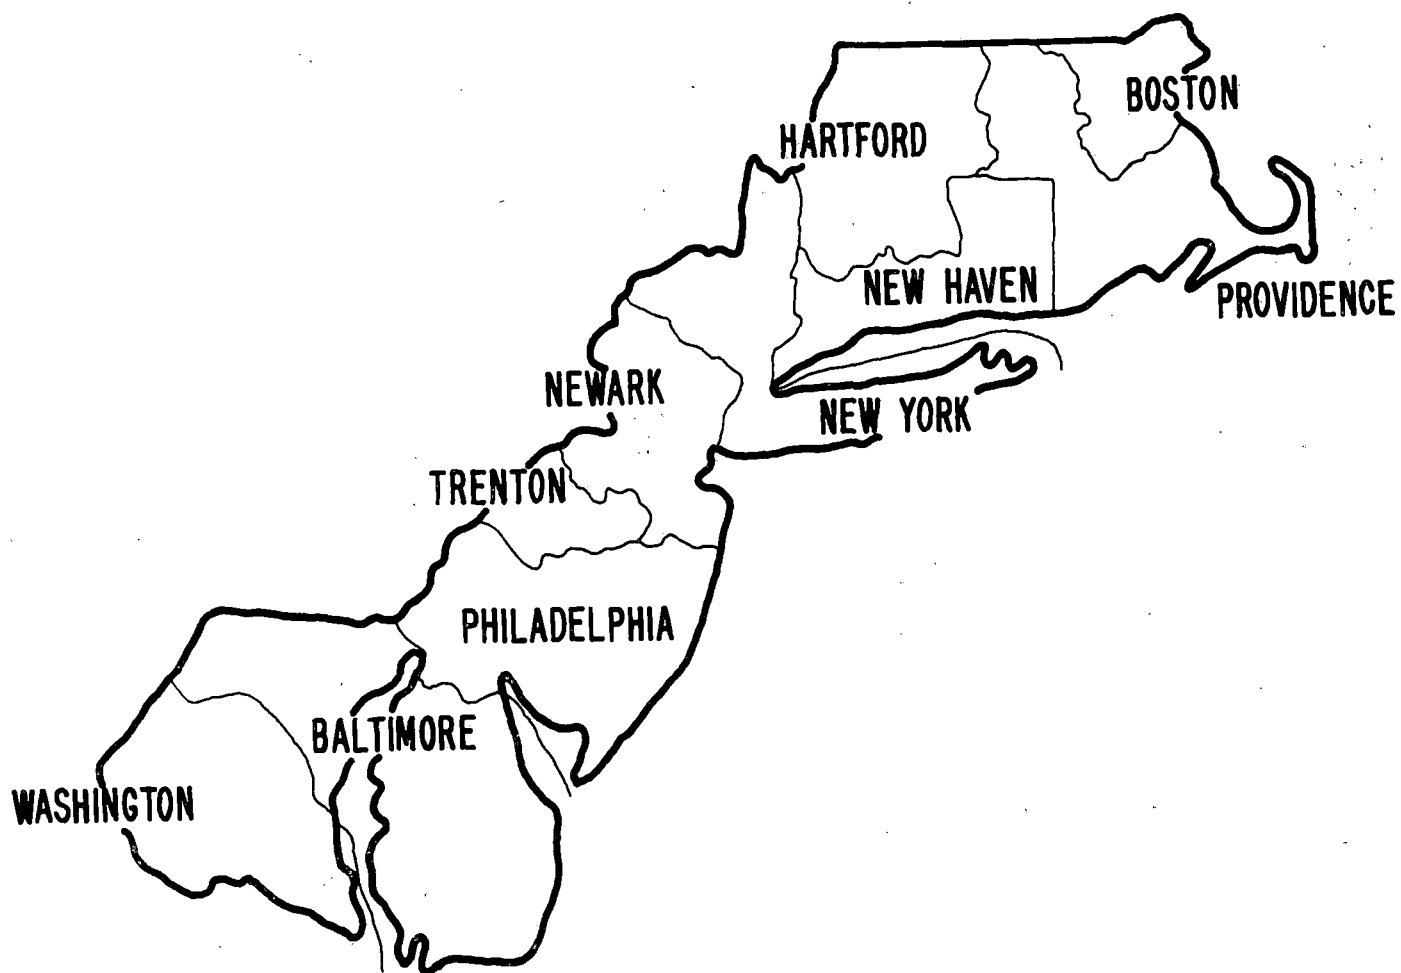 BOSTON
HARTFORD
NEW HAVEN
PROVIDENCE
NEWARK
NEW YORK
TRENTON
PHILADELPHIA
BALTIMORE
WASHINGTON